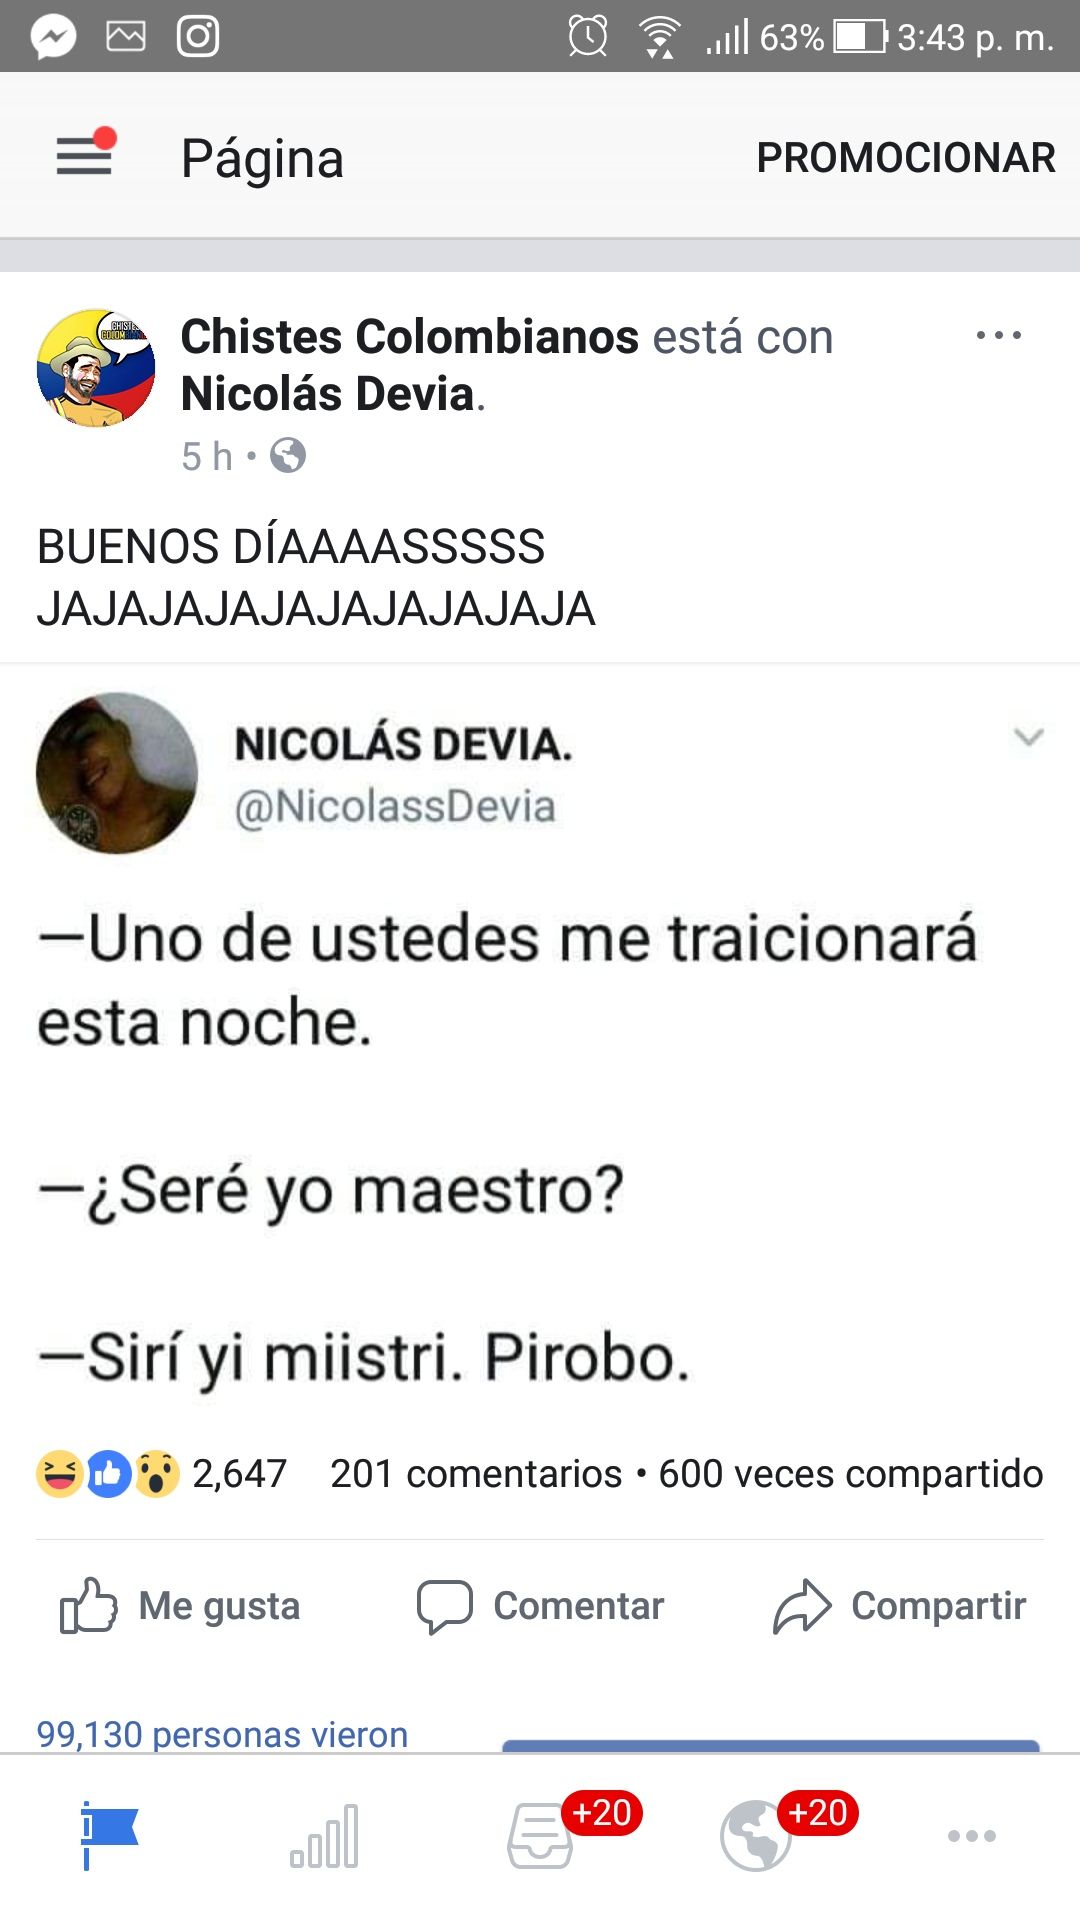 63% 3:43 p. m.
Página PROMOCIONAR
CHISTES
Chistes Colombianos está con
Nicolás Devia.
5 h •
BUENOS DÍAAAASSSSS
JAJAJAJAJAJAJAJAJAJA
NICOLÁS DEVIA.
@NicolassDevia
—Uno de ustedes me traicionará
esta noche.
—¿Seré yo maestro?
—Sirí yi miistri. Pirobo.
2,647 201 comentarios • 600 veces compartido
Me gusta Comentar Compartir
99,130 personas vieron
+20 +20